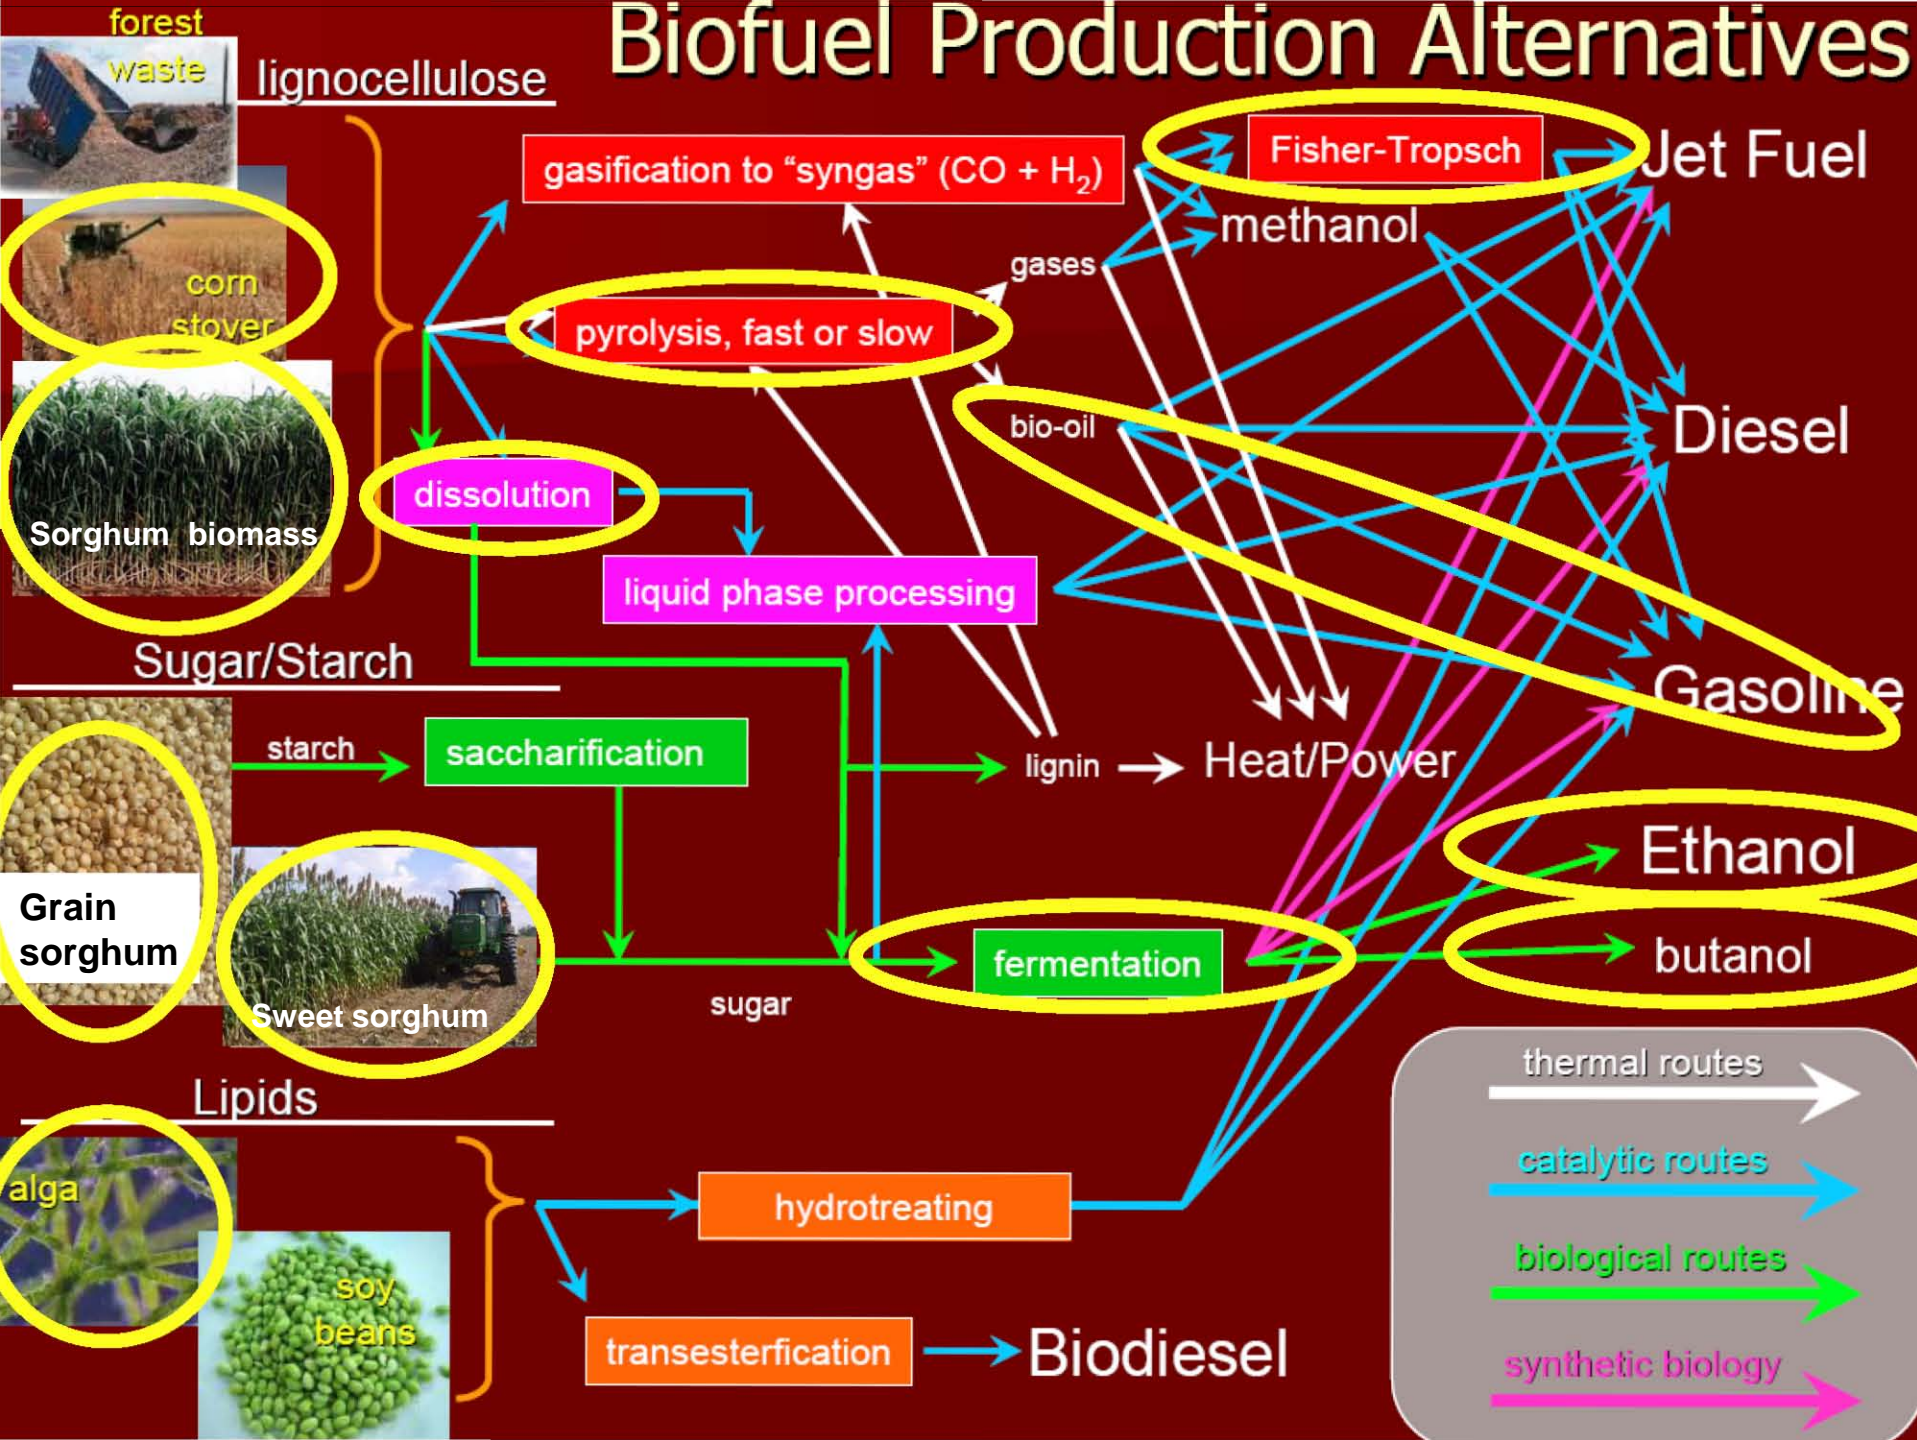 Biofuel Production Alternatives
forest
waste
lignocellulose
corn
stover
Sorghum biomass
gasification to “syngas” (CO + H₂)
Fisher-Tropsch
Jet Fuel
methanol
gases
pyrolysis, fast or slow
bio-oil
Diesel
dissolution
liquid phase processing
Gasoline
Sugar/Starch
starch
saccharification
lignin
Heat/Power
Grain
sorghum
Sweet sorghum
sugar
fermentation
Ethanol
butanol
Lipids
alga
soy
beans
hydrotreating
transesterfication
Biodiesel
thermal routes
catalytic routes
biological routes
synthetic biology